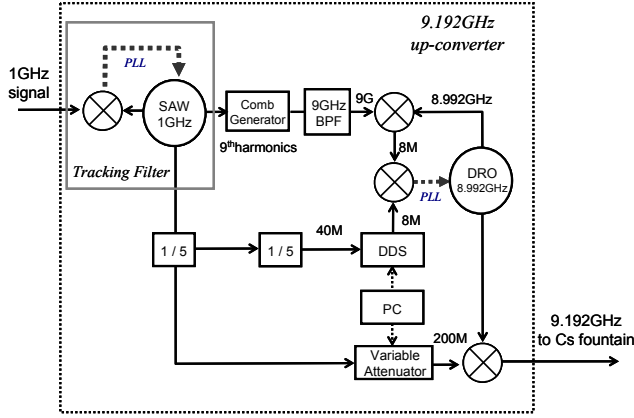 9.192GHz
up-converter
PLL
1GHz
signal
SAW
1GHz
Comb
Generator
9GHz
BPF
9G
8.992GHz
9thharmonics
8M
Tracking Filter
DRO
8.992GHz
PLL
8M
1 / 5
1 / 5
40M
DDS
PC
9.192GHz
to Cs fountain
200M
Variable
Attenuator